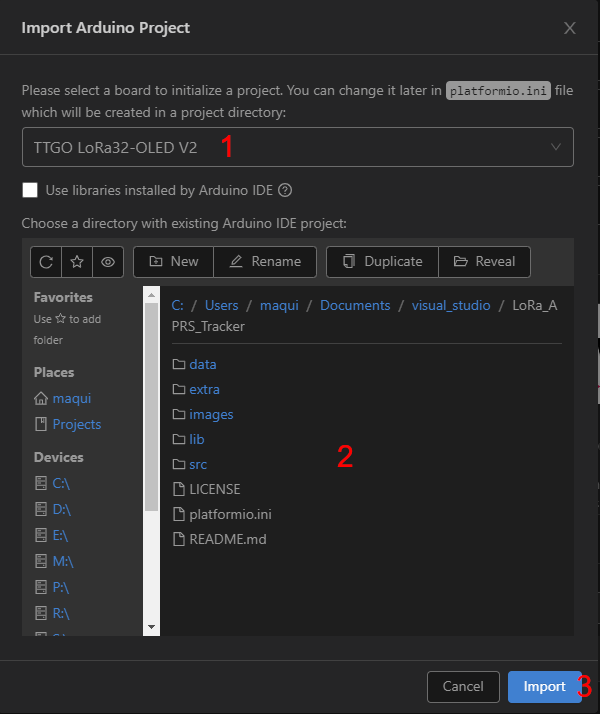 Import Arduino Project
Please select a board to initialize a project. You can change it later in platformio.ini file
which will be created in a project directory:
TTGO LoRa32-OLED V2 1
Use libraries installed by Arduino IDE
Choose a directory with existing Arduino IDE project:
New Rename Duplicate Reveal
Favorites
Use ☆ to add
folder
Places
maqui
Projects
Devices
C:\
D:\
E:\
M:\
P:\
R:\
C: / Users / maqui / Documents / visual_studio / LoRa_A
PRS_Tracker
data
extra
images
lib
src
LICENSE
platformio.ini
README.md
2
Cancel Import 3